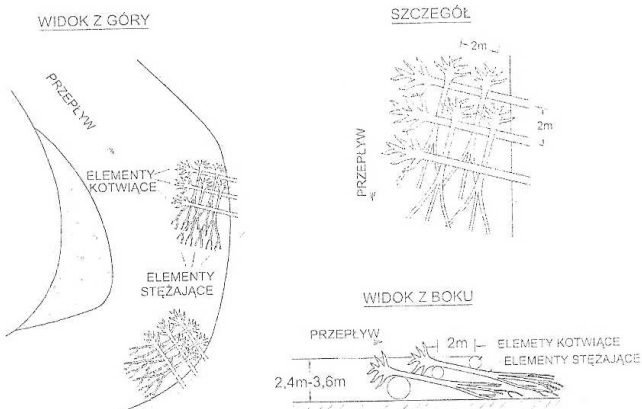 WIDOK Z GÓRY
PRZEPŁYW
ELEMENTY
KOTWIĄCE
ELEMENTY
STĘŻAJĄCE
SZCZEGÓŁ
2m
2m
PRZEPŁYW
WIDOK Z BOKU
PRZEPŁYW
2m
ELEMETY KOTWIĄCE
ELEMENTY STĘŻAJĄCE
2,4m-3,6m